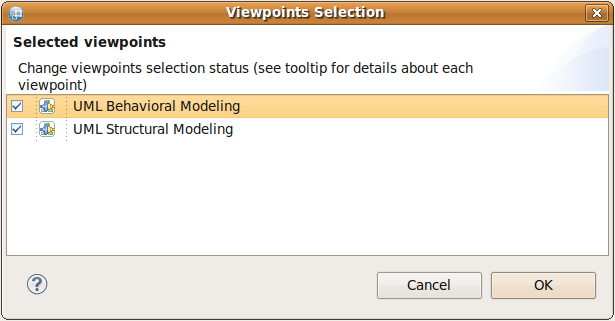 Viewpoints Selection
Selected viewpoints
Change viewpoints selection status (see tooltip for details about each
viewpoint)
UML Behavioral Modeling
UML Structural Modeling
?
Cancel
OK